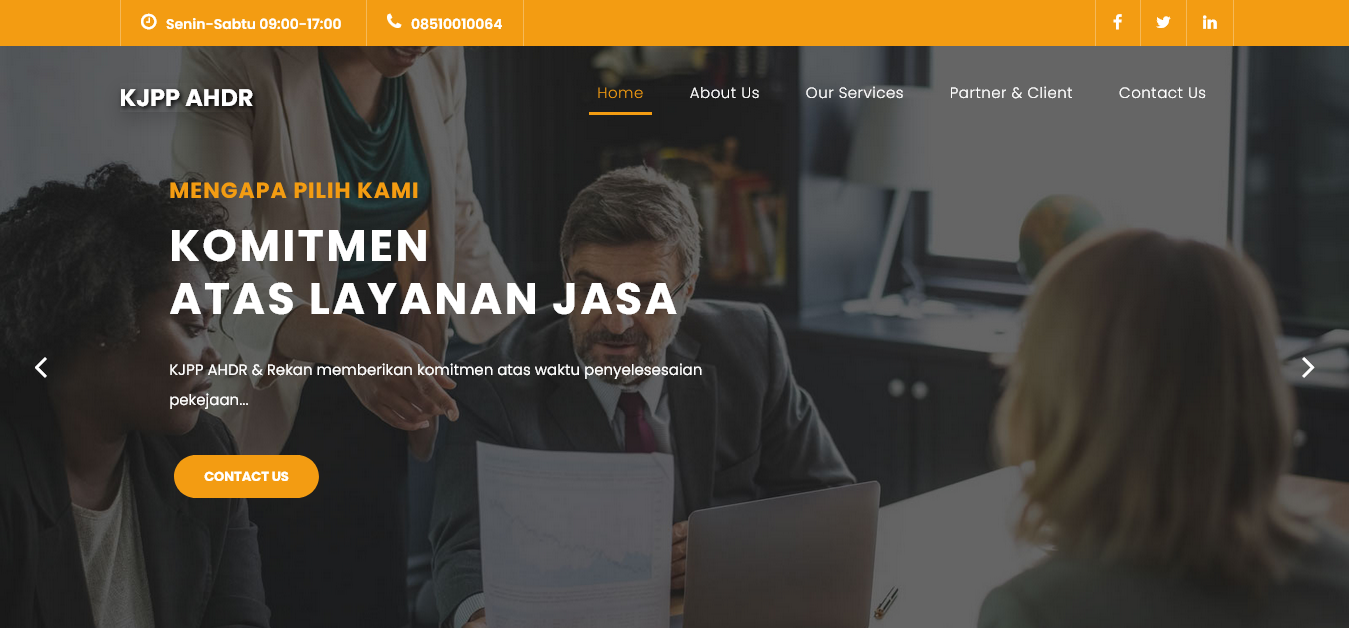 Senin-Sabtu 09:00-17:00
08510010064
KJPP AHDR
Home
About Us
Our Services
Partner & Client
Contact Us
MENGAPA PILIH KAMI
KOMITMEN
ATAS LAYANAN JASA
KJPP AHDR & Rekan memberikan komitmen atas waktu penyelesesaian
pekejaan...
CONTACT US